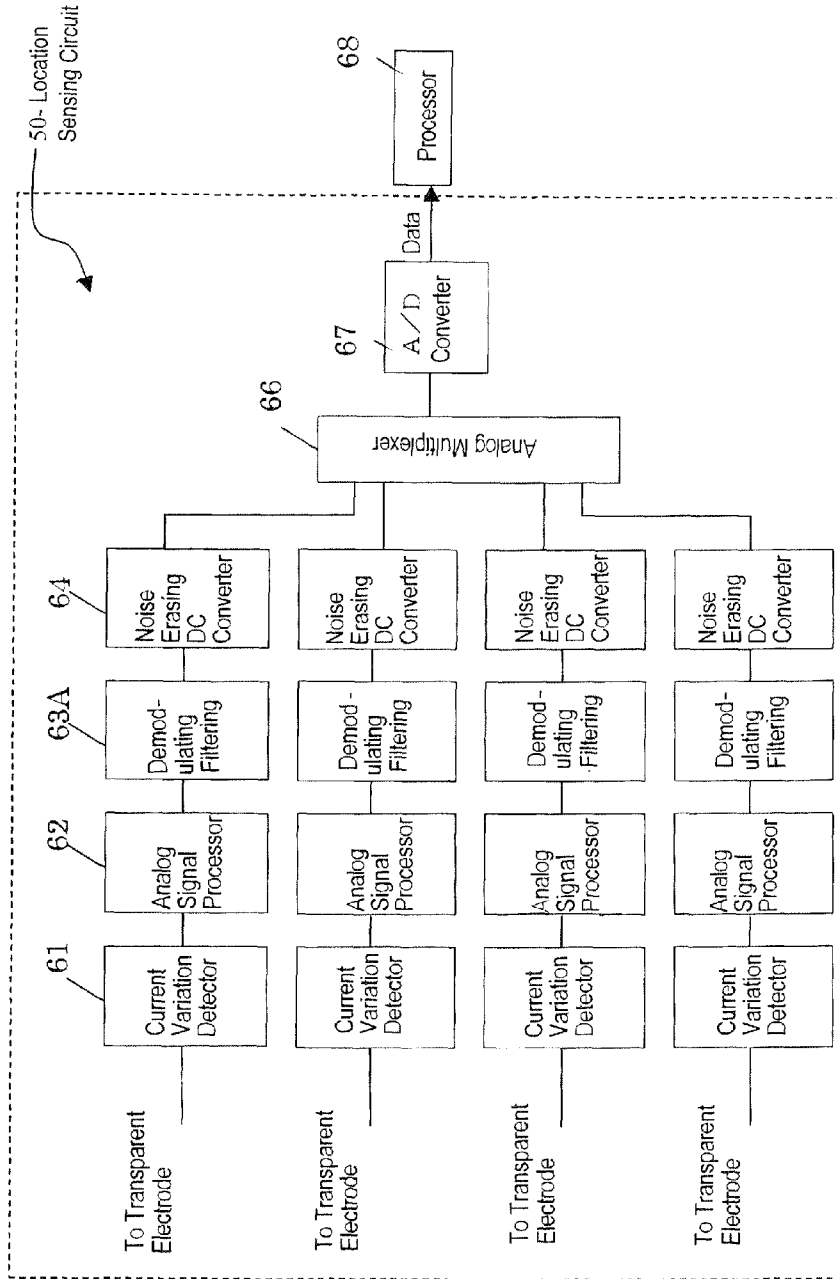 50- Location
Sensing Circuit
61
62
63A
64
66
67
68
To Transparent
Electrode
Current
Variation
Detector
Analog
Signal
Processor
Demod-
ulating
Filtering
Noise
Erasing
DC
Converter
To Transparent
Electrode
Current
Variation
Detector
Analog
Signal
Processor
Demod-
ulating
Filtering
Noise
Erasing
DC
Converter
To Transparent
Electrode
Current
Variation
Detector
Analog
Signal
Processor
Demod-
ulating
Filtering
Noise
Erasing
DC
Converter
To Transparent
Electrode
Current
Variation
Detector
Analog
Signal
Processor
Demod-
ulating
Filtering
Noise
Erasing
DC
Converter
Analog Multiplexer
A/D
Converter
Data
Processor